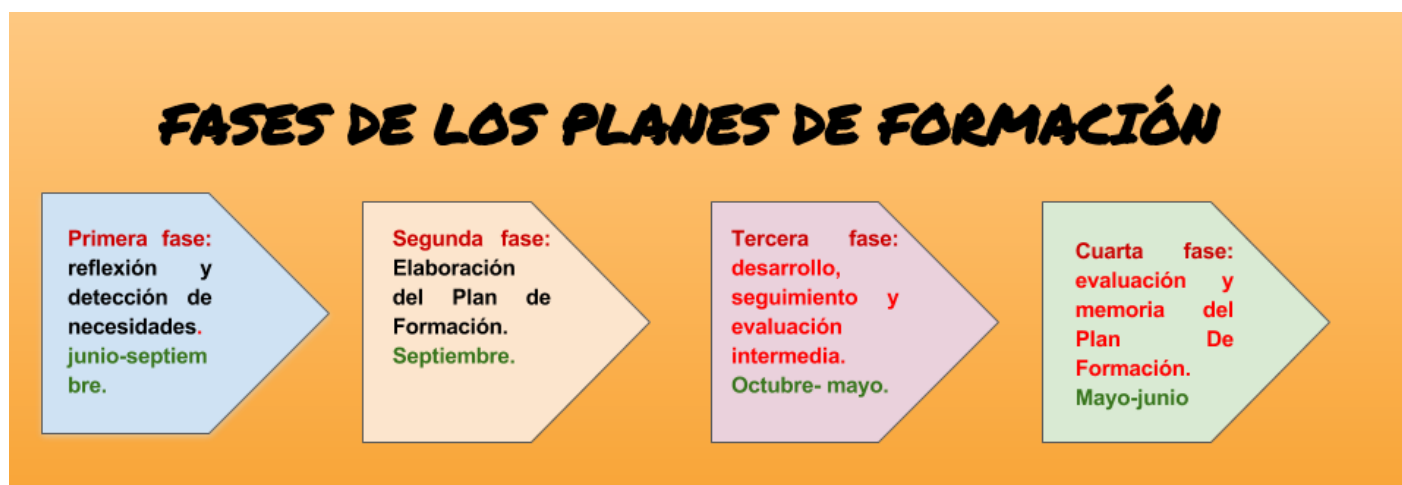 FASES DE LOS PLANES DE FORMACIÓN
Primera fase:
reflexión y
detección de
necesidades.
junio-septiem
bre.
Segunda fase:
Elaboración
del Plan de
Formación.
Septiembre.
Tercera fase:
desarrollo,
seguimiento y
evaluación
intermedia.
Octubre- mayo.
Cuarta fase:
evaluación y
memoria del
Plan De
Formación.
Mayo-junio